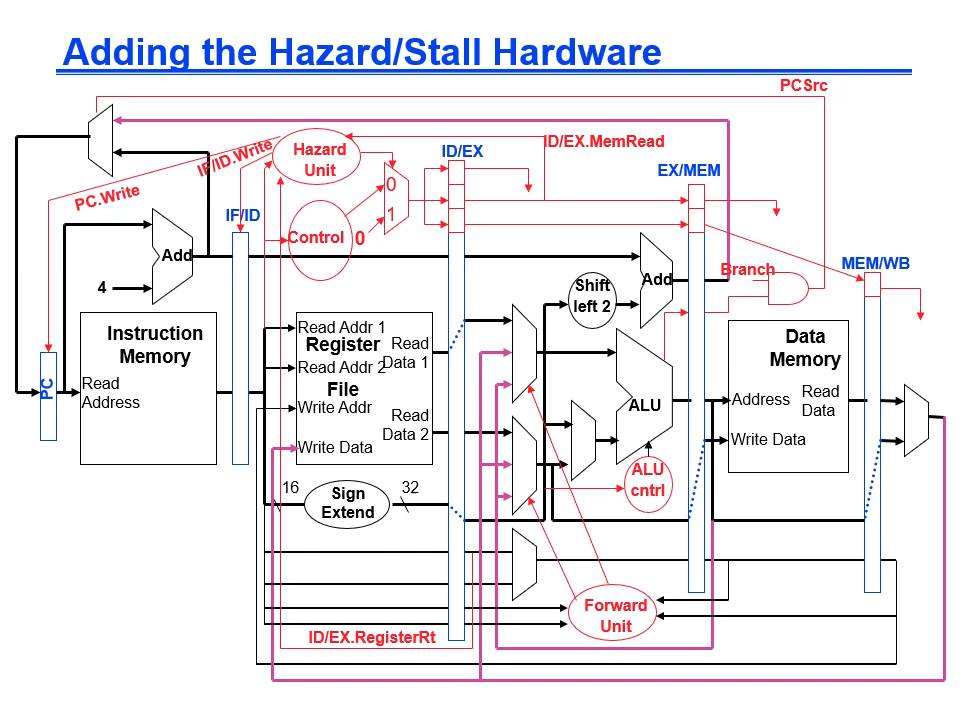 Adding the Hazard/Stall Hardware
PCSrc
ID/EX.MemRead
Hazard
Unit
IF/ID.Write
ID/EX
EX/MEM
PC.Write
0
1
IF/ID
Control
0
Add
Add
Branch
MEM/WB
4
Shift
left 2
Instruction
Memory
Read Addr 1
Register
Read
Data 1
Read Addr 2
File
Write Addr
Read
Data 2
Write Data
PC
Read
Address
ALU
Data
Memory
Address
Read
Data
Write Data
16
Sign
Extend
32
ALU
cntrl
Forward
Unit
ID/EX.RegisterRt